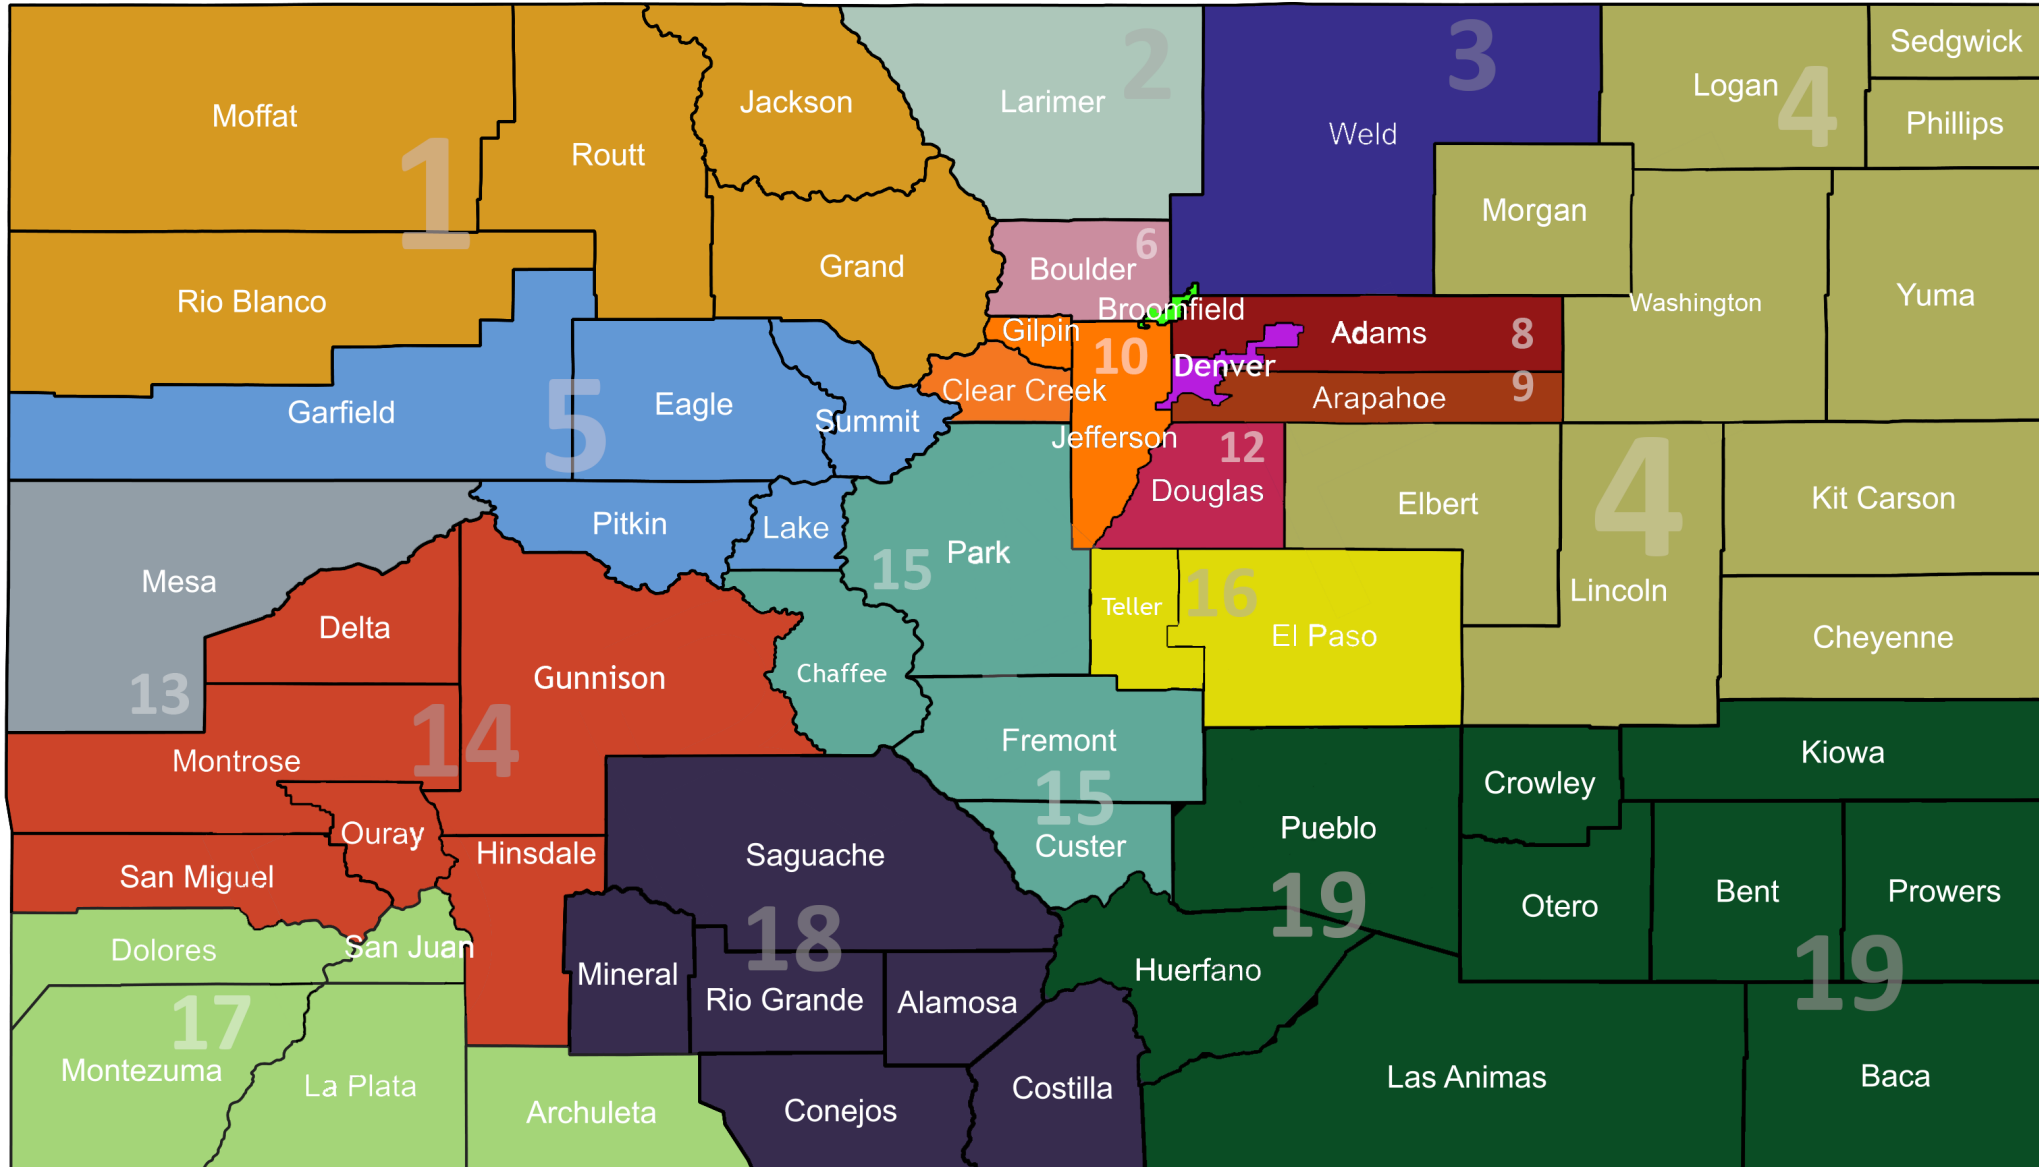 Sedgwick
2
3
Logan
4
Jackson
Larimer
Moffat
Phillips
Weld
Routt
1
Morgan
6
Boulder
Grand
Rio Blanco
Yuma
Washington
Broomfield
Gilpin
Adams
8
10
Denver
Clear Creek
Arapahoe
9
Eagle
Garfield
5
Summit
Jefferson
12
Douglas
Elbert
4
Kit Carson
Pitkin
Lake
Park
15
Mesa
Lincoln
Teller
16
El Paso
Delta
Cheyenne
Gunnison
Chaffee
13
14
Fremont
Montrose
Kiowa
Crowley
15
Pueblo
Ouray
Custer
Hinsdale
Saguache
San Miguel
Bent
Prowers
19
Otero
18
San Juan
Dolores
Mineral
Huerfano
19
Rio Grande
Alamosa
17
Montezuma
La Plata
Costilla
Las Animas
Baca
Archuleta
Conejos